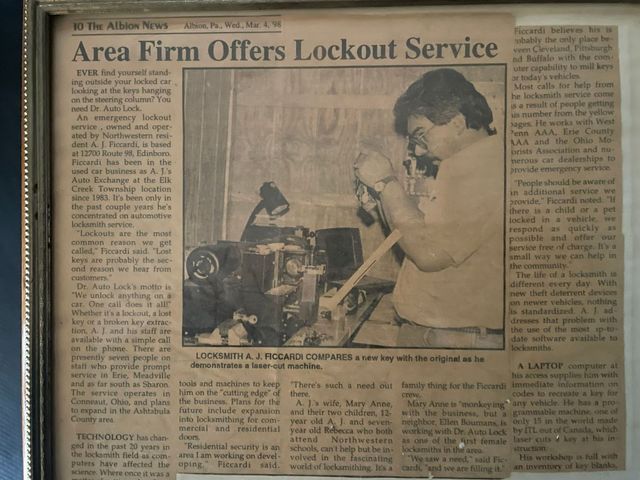 10 THE ALBION NEWS Albion, Pa., Wed., Mar. 4, '98
Area Firm Offers Lockout Service
EVER find yourself stand-
ing outside your locked car
looking at the keys hanging
on the steering column? You
need Dr. Auto Lock.
An emergency lockout
service, owned and oper-
ated by Northwestern resi-
dent A. J. Ficcardi, is based
at 12700 Route 98, Edinboro.
Ficcardi has been in the
used car business as A. J.'s
Auto Exchange at the Elk
Creek Township location
since 1983. It's been only in
the past couple years he's
concentrated on automotive
locksmith service.
"Lockouts are the most
common reason we get
called," Ficcardi said. "Lost
keys are probably the sec-
ond reason we hear from
customers."
Dr. Auto Lock's motto is
"We unlock anything on a
car. One call does it all!"
Whether it's a lockout, a lost
key or a broken key extrac-
tion, A. J. and his staff are
available with a simple call
on the phone. There are
presently seven people on
staff who provide prompt
service in Erie, Meadville
and as far south as Sharon.
The service operates in
Conneaut, Ohio, and plans
to expand in the Ashtabula
County area.
TECHNOLOGY has chan-
ged in the past 20 years in
the locksmith field as com-
puters have affected the
science. Where once it was a
LOCKSMITH A. J. FICCARDI COMPARES a new key with the original as he
demonstrates a laser-cut machine.
tools and machines to keep
him on the "cutting edge" of
the business. Plans for the
future include expansion
into locksmithing for com-
mercial and residential
doors.
"Residential security is an
area I am working on devel-
oping," Ficcardi said.
"There's such a need out
there.
A. J.'s wife, Mary Anne,
and their two children, 12-
year old A. J. and seven-
year old Rebecca who both
attend Northwestern
schools, can't help but be in-
volved in the fascinating
world of locksmithing. It's a
family thing for the Ficcardi
crew.
Mary Anne is "monkeying"
with the business, but a
neighbor, Ellen Boumans, is
working with Dr. Auto Lock
as one of the first female
locksmiths in the area.
"We saw a need," said Fic-
cardi, "and we are filling it."
Ficcardi believes his is
probably the only place be-
tween Cleveland, Pittsburgh
and Buffalo with the com-
puter capability to mill keys
for today's vehicles.
Most calls for help from
the locksmith service come
as a result of people getting
his number from the yellow
pages. He works with West
Penn AAA, Erie County
AAA and the Ohio Mo-
torists Association and nu-
merous car dealerships to
provide emergency service.
"People should be aware of
an additional service we
provide," Ficcardi noted. "If
there is a child or a pet
locked in a vehicle, we
respond as quickly as
possible and offer our
service free of charge. It's a
small way we can help in
the community."
The life of a locksmith is
different every day. With
new theft deterrent devices
on newer vehicles, nothing
is standardized. A. J. ad-
dresses that problem with
the use of the most up-to-
date software available to
locksmiths.
A LAPTOP computer at
his access supplies him with
immediate information on
codes to recreate a key for
any vehicle. He has a pro-
grammable machine, one of
only 15 in the world made
by ITL out of Canada, which
laser cuts a key at his in-
struction.
His workshop is full with
an inventory of key blanks,